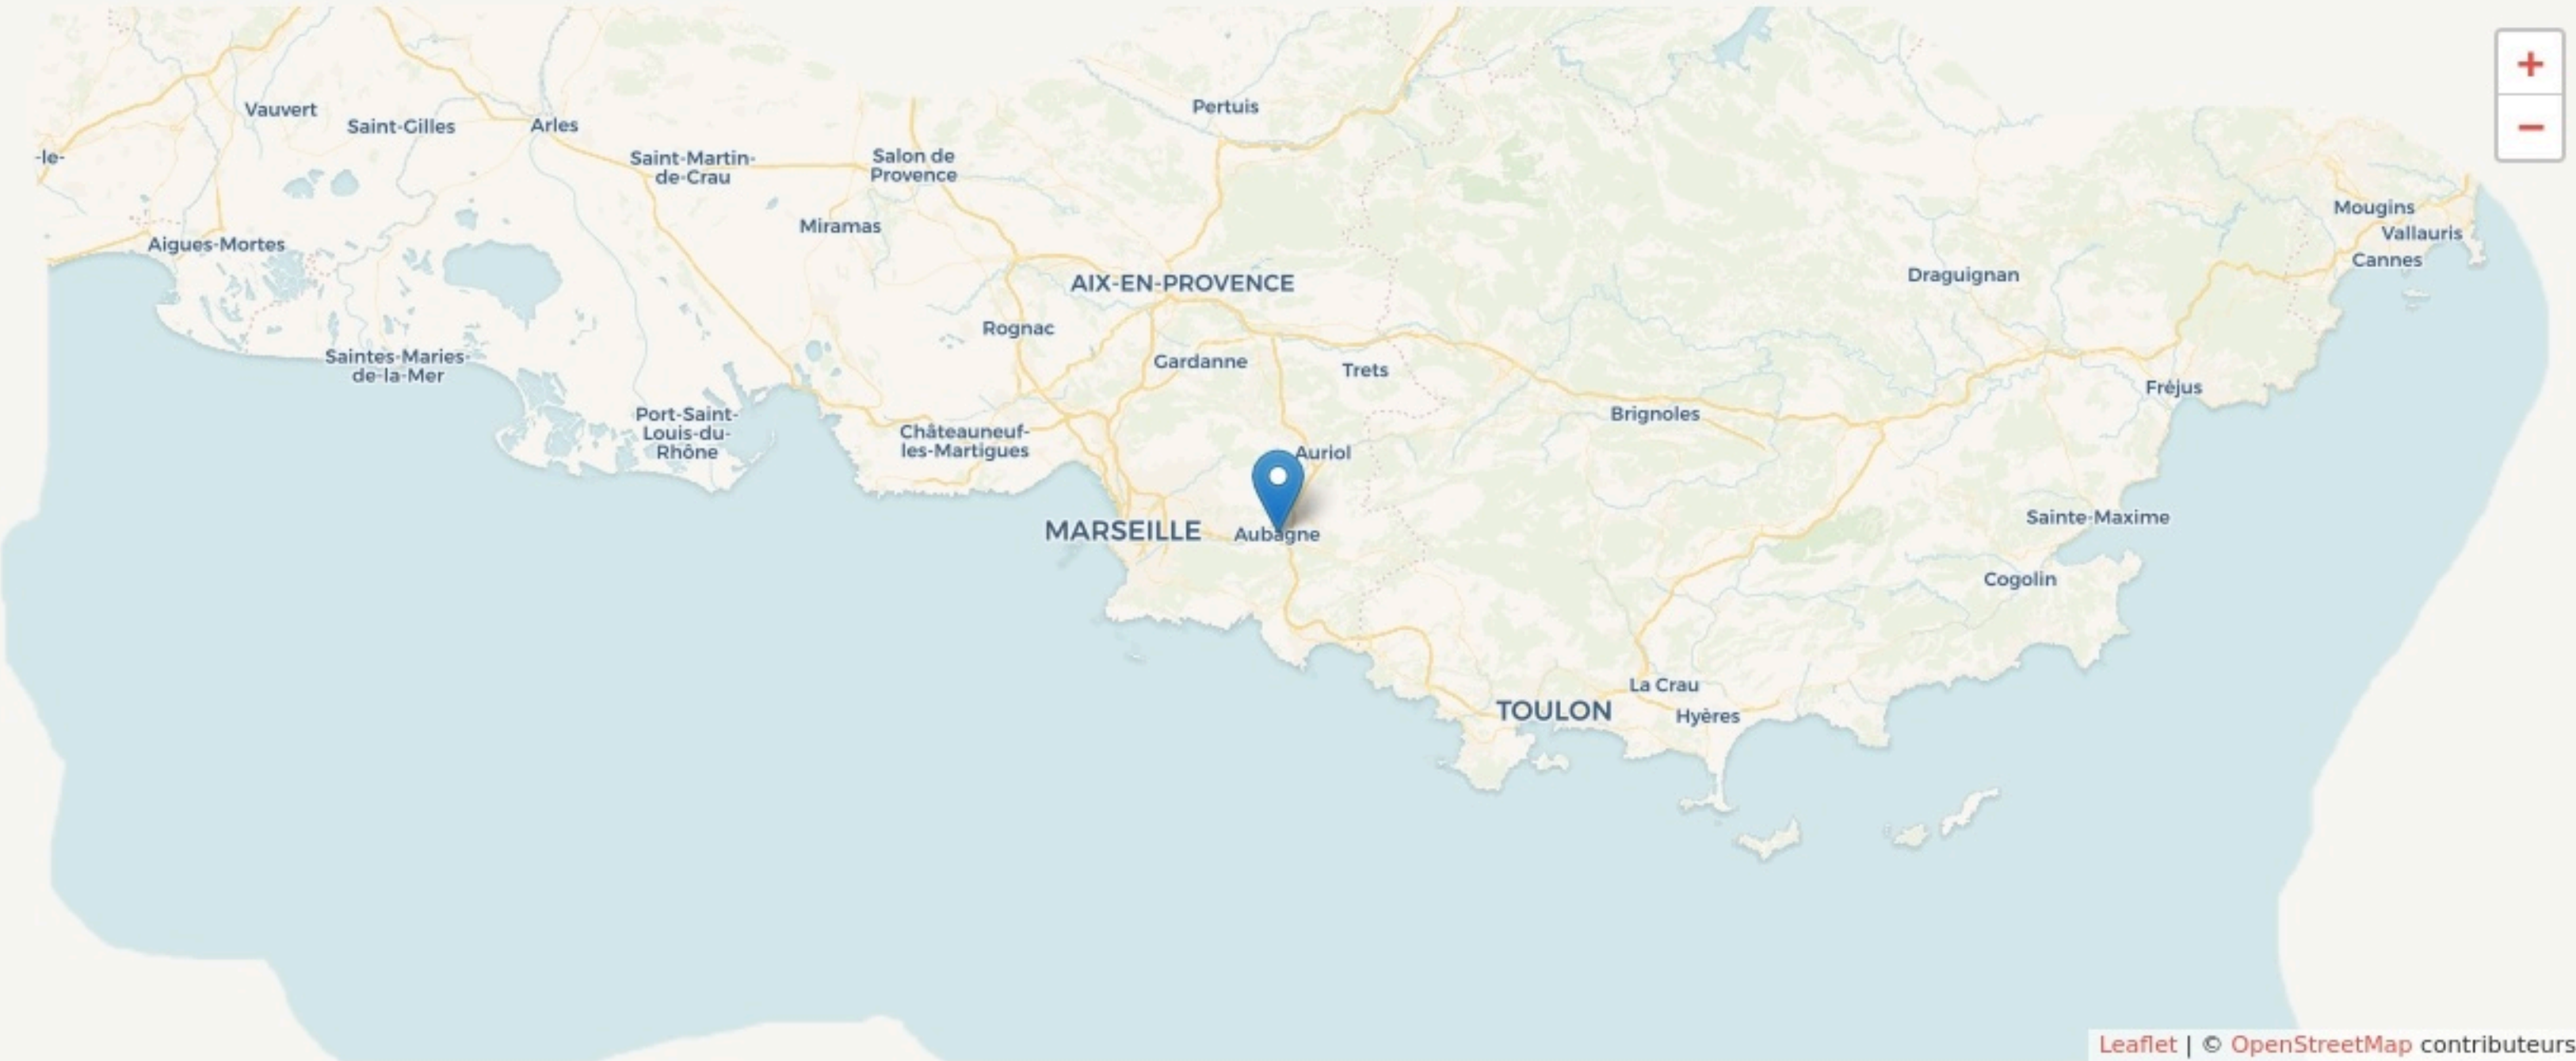 +
−
Vauvert
Saint-Gilles
Arles
Pertuis
-le-
Saint-Martin-
de-Crau
Salon de
Provence
Miramas
Mougins
Vallauris
Cannes
Aigues-Mortes
AIX-EN-PROVENCE
Draguignan
Rognac
Gardanne
Trets
Saintes-Maries-
de-la-Mer
Fréjus
Port-Saint-
Louis-du-
Rhône
Châteauneuf-
les-Martigues
Brignoles
Auriol
MARSEILLE
Aubagne
Sainte-Maxime
Cogolin
La Crau
TOULON
Hyères
Leaflet | © OpenStreetMap contributeurs